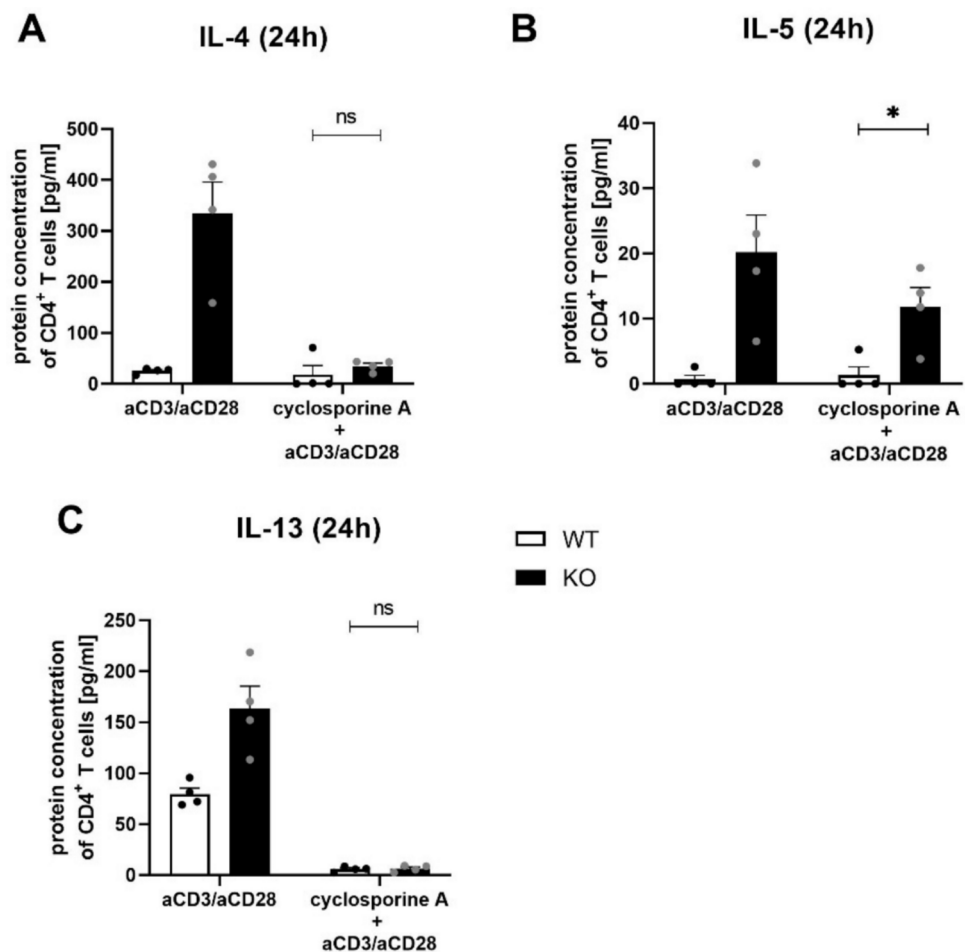 A
IL-4 (24h)
protein concentration
of CD4⁺ T cells [pg/ml]
500
400
300
200
100
0
ns
aCD3/aCD28
cyclosporine A
+
aCD3/aCD28
B
IL-5 (24h)
protein concentration
of CD4⁺ T cells [pg/ml]
40
30
20
10
0
*
aCD3/aCD28
cyclosporine A
+
aCD3/aCD28
C
IL-13 (24h)
protein concentration
of CD4⁺ T cells [pg/ml]
250
200
150
100
50
0
ns
aCD3/aCD28
cyclosporine A
+
aCD3/aCD28
WT
KO